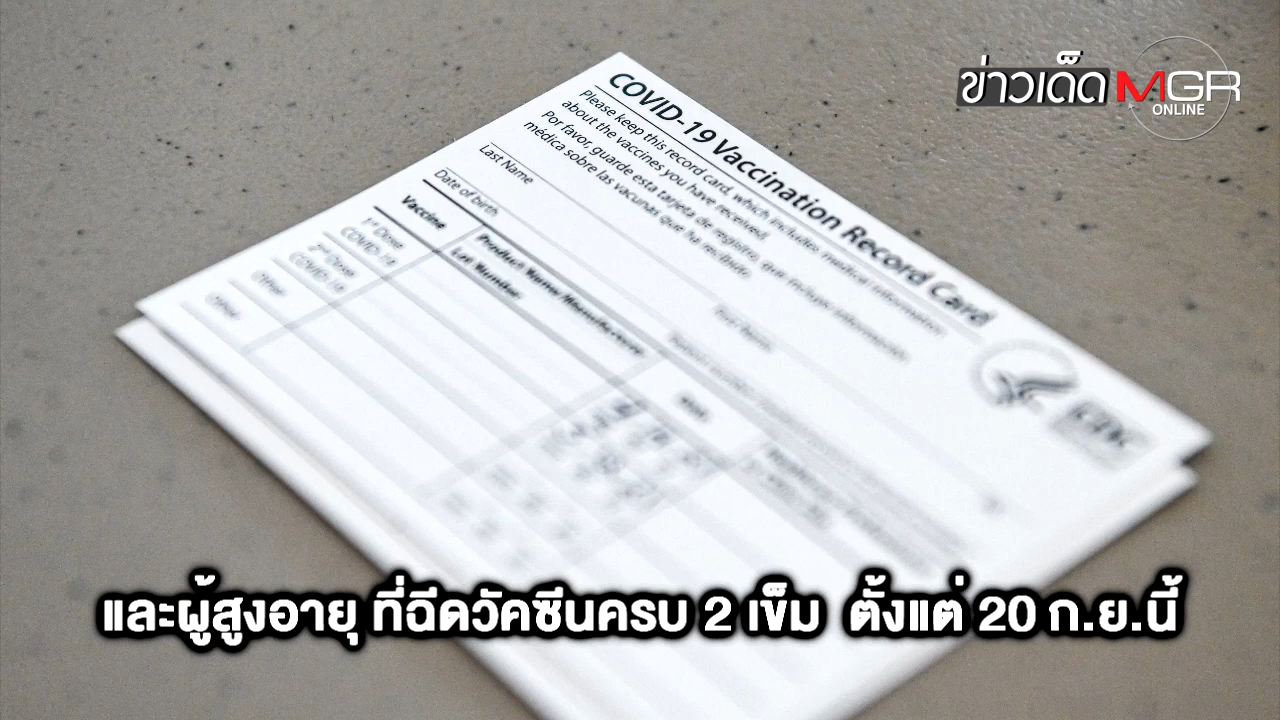 ข่าวเด็ด MGR
ONLINE
COVID-19 Vaccination Record Card
Please keep this record card, which includes medical information
about the vaccines you have received.
Por favor, guarde esta tarjeta de registro, que incluye información
médica sobre las vacunas que ha recibido.
Last Name
First Name
Date of birth
Vaccine
Product Name/Manufacturer
Lot Number
1st Dose
COVID-19
2nd Dose
COVID-19
Other
Other
CDC
และผู้สูงอายุ ที่ฉีดวัคซีนครบ 2 เข็ม ตั้งแต่ 20 ก.ย.นี้